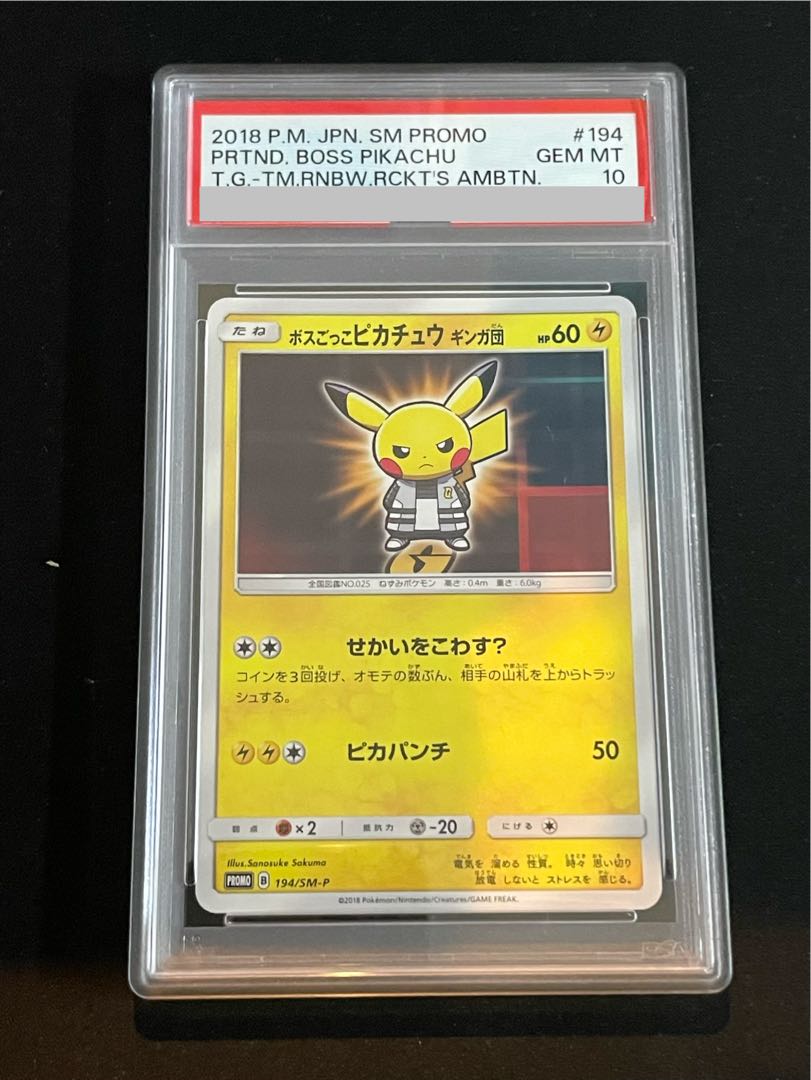 2018 P.M. JPN. SM PROMO #194
PRTND. BOSS PIKACHU GEM MT
T.G.-TM.RNBW.RCKT'S AMBTN. 10
たね ボスごっこピカチュウ ギンガ団 HP60
全国図鑑NO.025 ねずみポケモン 高さ:0.4m 重さ:6.0kg
せかいをこわす?
コインを3回投げ、オモテの数ぶん、相手の山札を上からトラッ
シュする。
ピカパンチ 50
弱点 ×2 抵抗力 -20 にげる
Illus.Sanosuke Sakuma
電気を 溜める 性質。 時々 思い切り
放電 しないと ストレスを 感じる。
PROMO B 194/SM-P
©2018 Pokémon/Nintendo/Creatures/GAME FREAK.